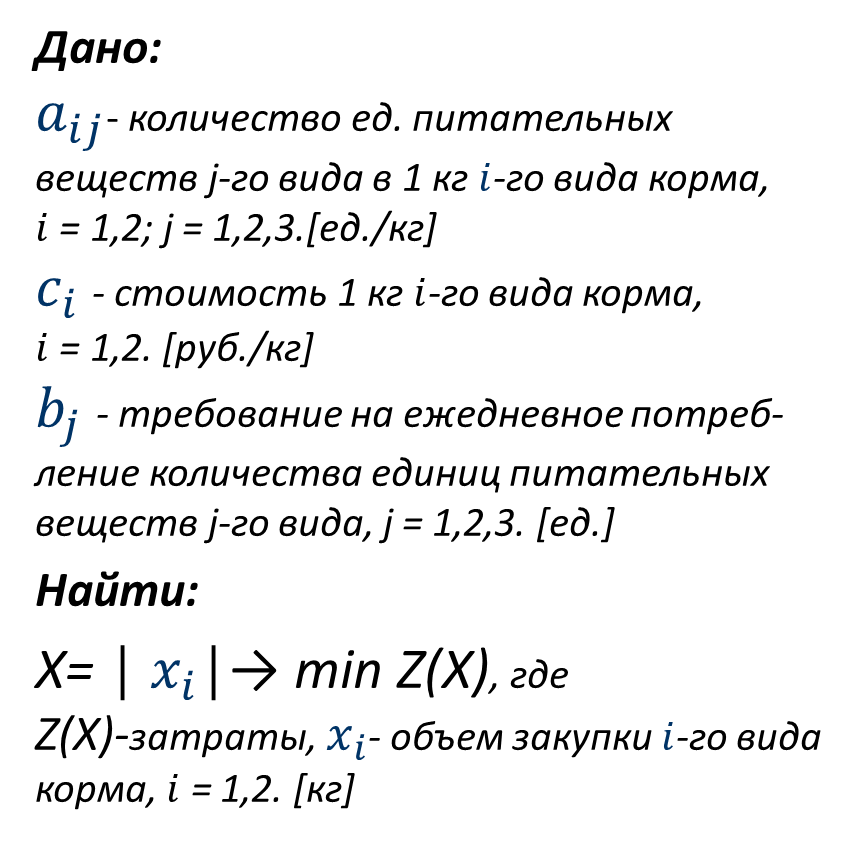 Дано:
a_{ij} - количество ед. питательных
веществ j-го вида в 1 кг i-го вида корма,
i = 1,2; j = 1,2,3.[ед./кг]
c_i - стоимость 1 кг i-го вида корма,
i = 1,2. [руб./кг]
b_j - требование на ежедневное потреб-
ление количества единиц питательных
веществ j-го вида, j = 1,2,3. [ед.]
Найти:
X= | x_i |→ min Z(X), где
Z(X)-затраты, x_i- объем закупки i-го вида
корма, i = 1,2. [кг]